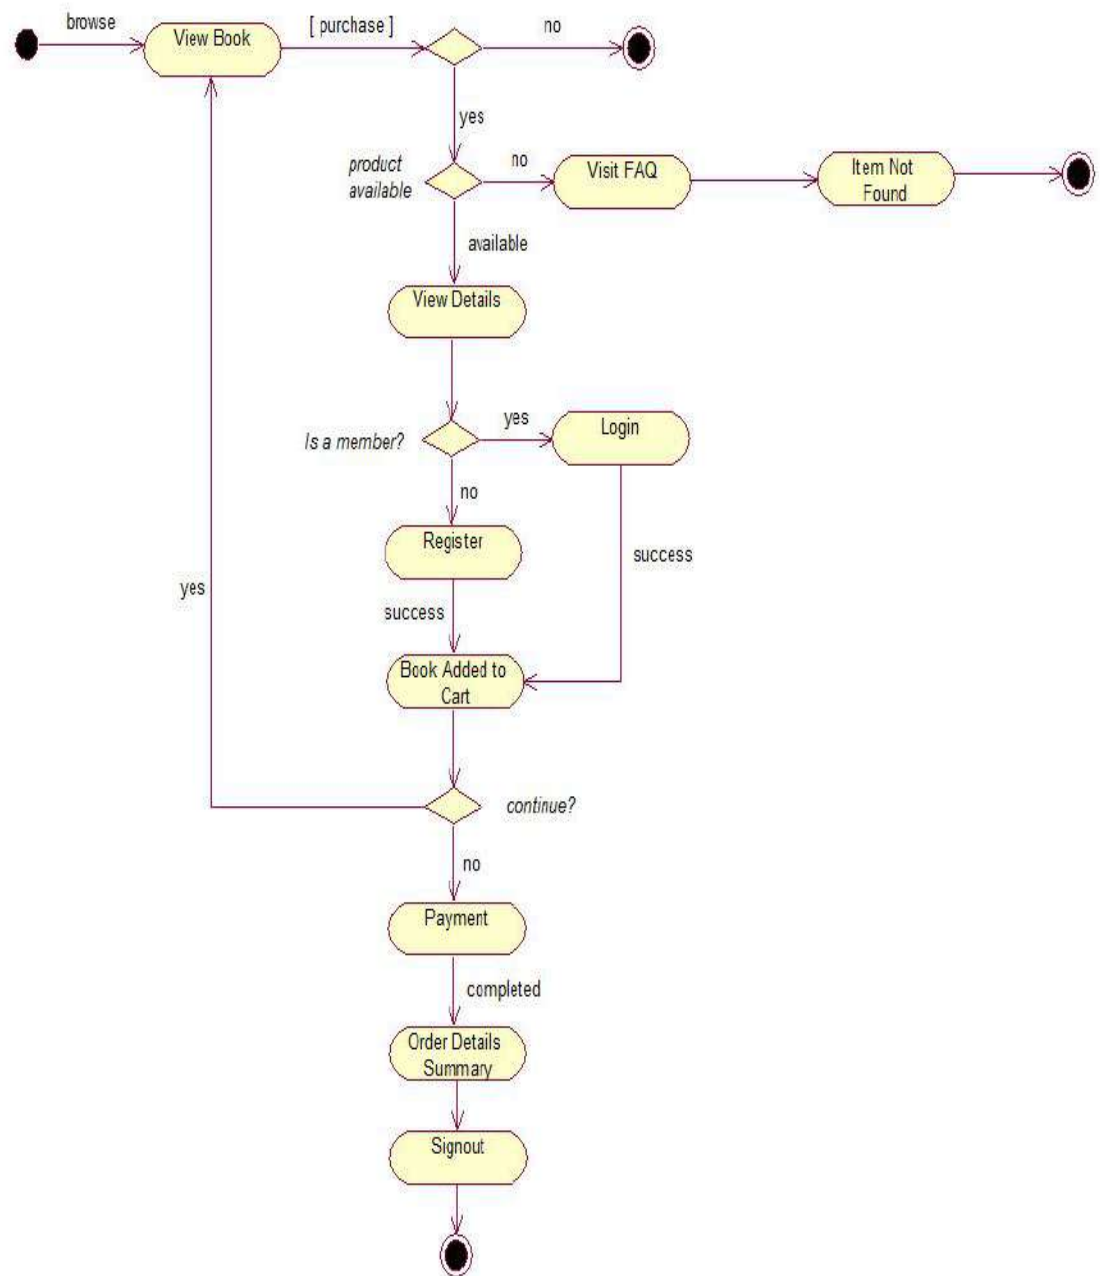 browse
View Book
[ purchase ]
no
yes
product
available
no
Visit FAQ
Item Not
Found
available
View Details
Is a member?
yes
Login
no
Register
success
yes
success
Book Added to
Cart
continue?
no
Payment
completed
Order Details
Summary
Signout